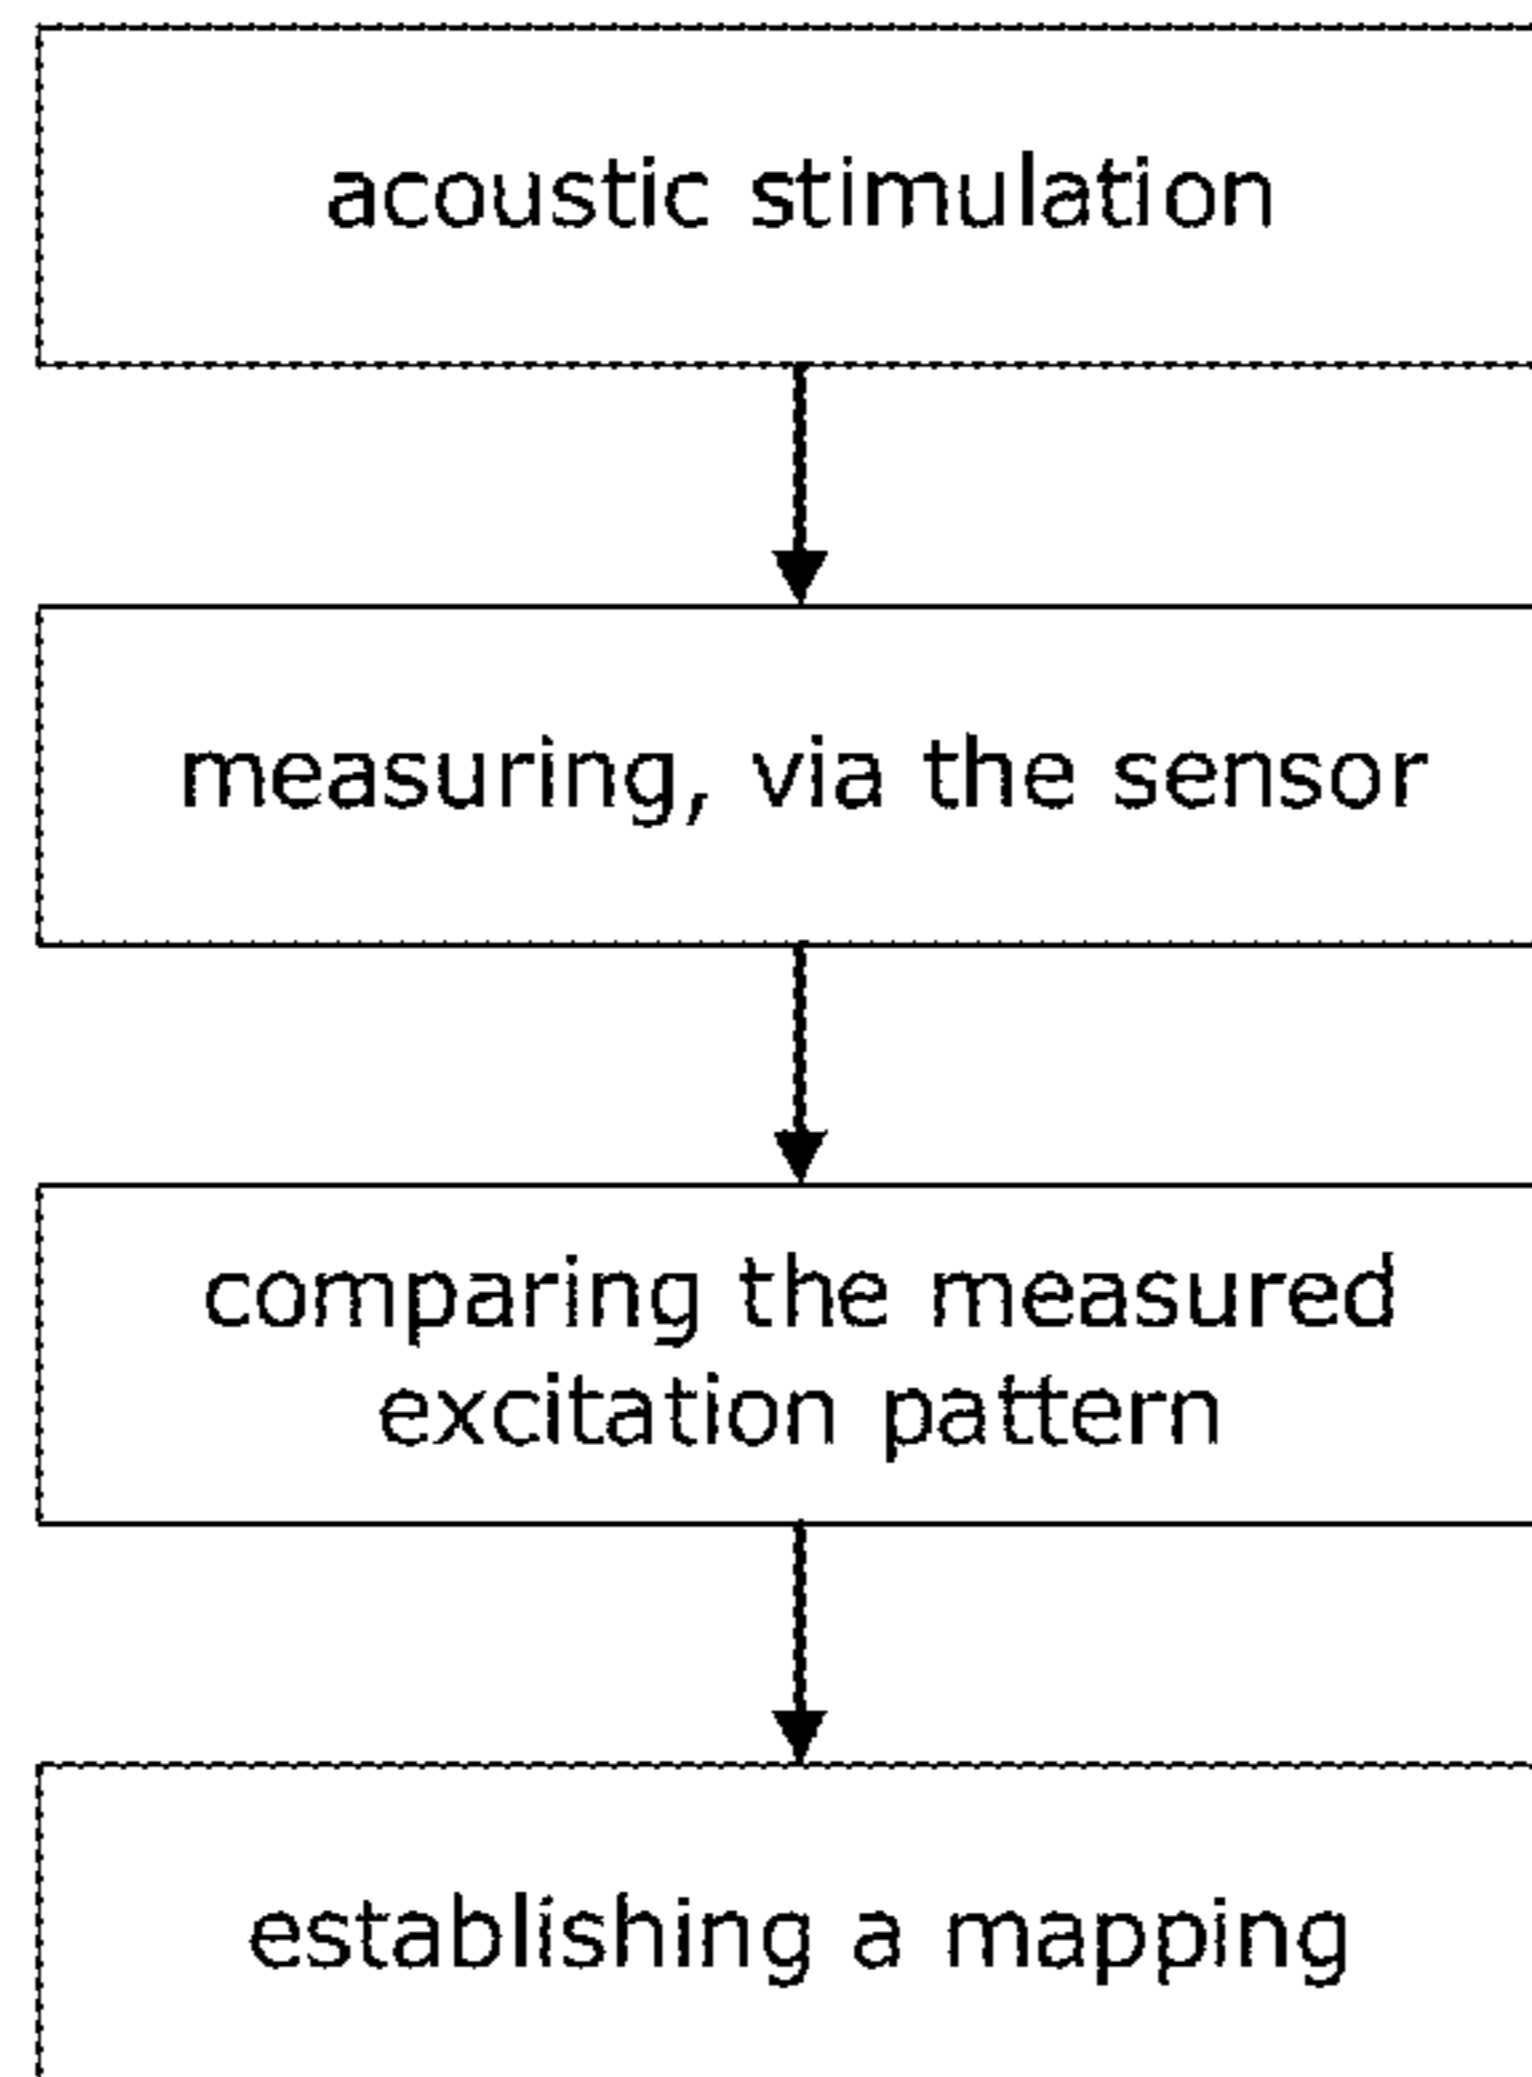 acoustic stimulation
measuring, via the sensor
comparing the measured
excitation pattern
establishing a mapping